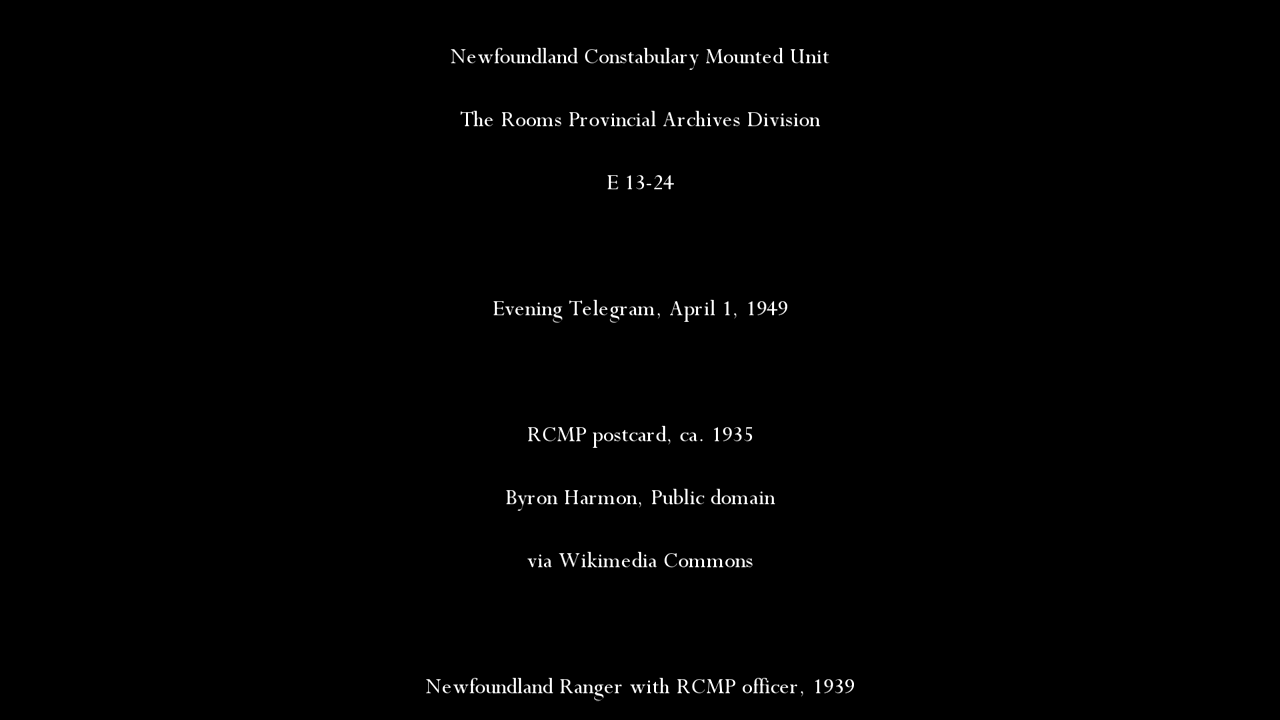 Newfoundland Constabulary Mounted Unit
The Rooms Provincial Archives Division
E 13-24
Evening Telegram, April 1, 1949
RCMP postcard, ca. 1935
Byron Harmon, Public domain
via Wikimedia Commons
Newfoundland Ranger with RCMP officer, 1939